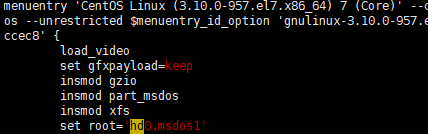 menuentry 'CentOS Linux (3.10.0-957.el7.x86_64) 7 (Core)' --c
os --unrestricted $menuentry_id_option 'gnulinux-3.10.0-957.e
ccec8' {
load_video
set gfxpayload=keep
insmod gzio
insmod part_msdos
insmod xfs
set root='hd0,msdos1'